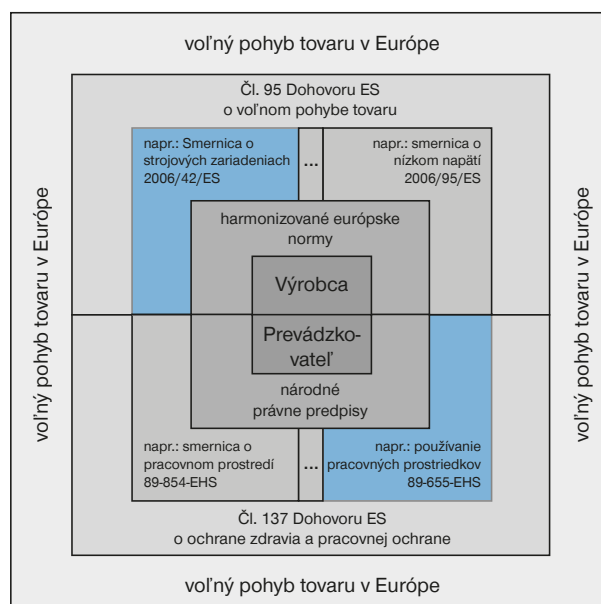 voľný pohyb tovaru v Európe
Čl. 95 Dohovoru ES
o voľnom pohybe tovaru
napr.: Smernica o
strojových zariadeniach
2006/42/ES
...
napr.: smernica o
nízkom napätí
2006/95/ES
harmonizované európske
normy
Výrobca
voľný pohyb tovaru v Európe
voľný pohyb tovaru v Európe
Prevádzko-
vateľ
národné
právne predpisy
napr.: smernica o
pracovnom prostredí
89-854-EHS
...
napr.: používanie
pracovných prostriedkov
89-655-EHS
Čl. 137 Dohovoru ES
o ochrane zdravia a pracovnej ochrane
voľný pohyb tovaru v Európe